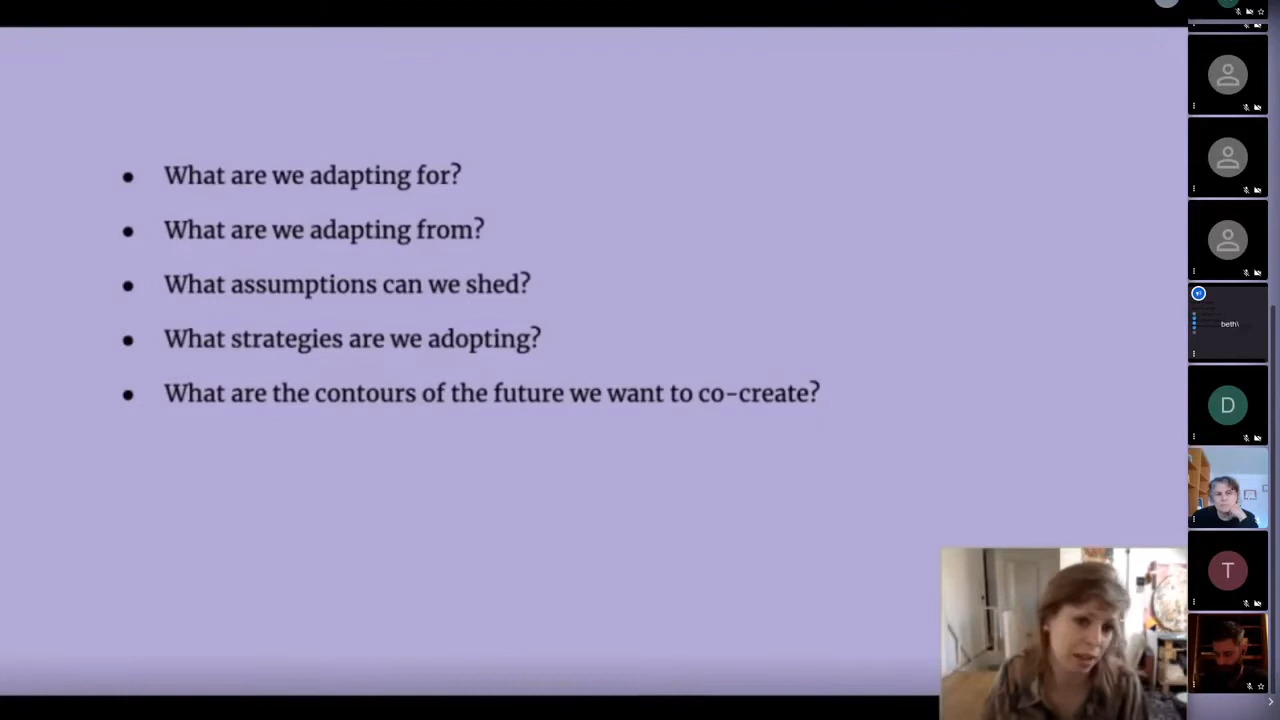 ● What are we adapting for?
● What are we adapting from?
● What assumptions can we shed?
● What strategies are we adopting?
● What are the contours of the future we want to co-create?
beth\
D
T